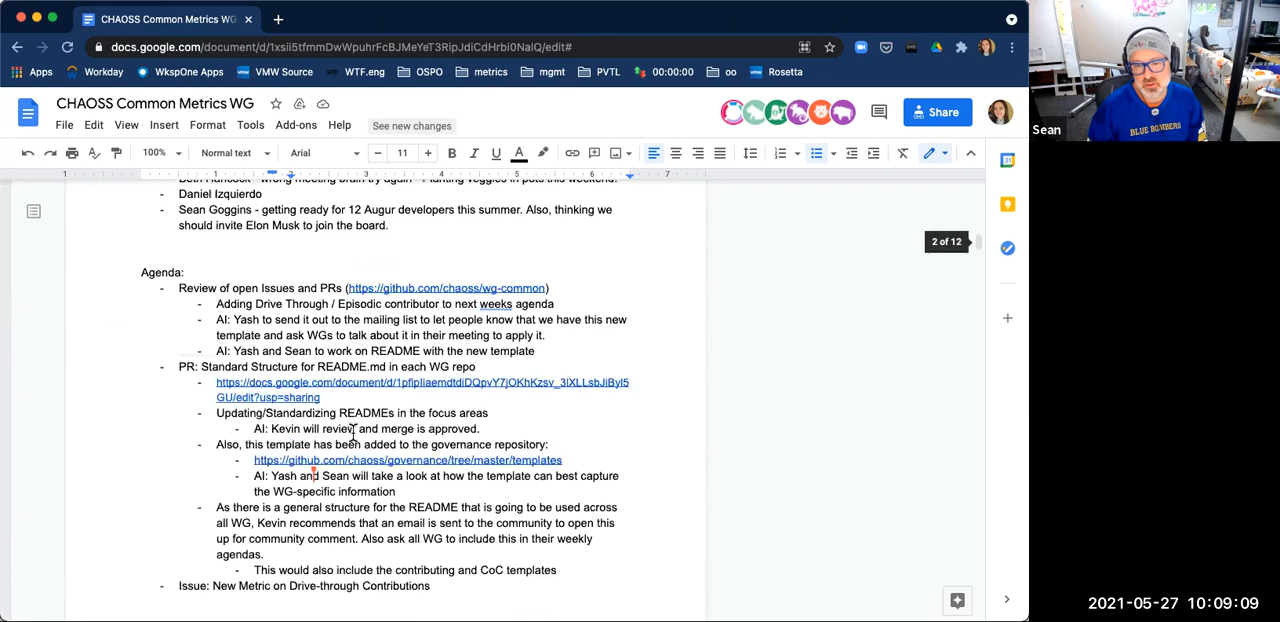 CHAOSS Common Metrics WG
docs.google.com/document/d/1xsii5tfmmDwWpuhrFcBJMeYeT3RipJdiCdHrbi0NalQ/edit#
Apps Workday WkspOne Apps VMW Source WTF.eng OSPO metrics mgmt PVTL 00:00:00 oo Rosetta
CHAOSS Common Metrics WG
File Edit View Insert Format Tools Add-ons Help See new changes
Share
100% Normal text Arial 11 B I U A
1 1 2 3 4 5 6 7
- Daniel Izquierdo
- Sean Goggins - getting ready for 12 Augur developers this summer. Also, thinking we
should invite Elon Musk to join the board.
2 of 12
Agenda:
- Review of open Issues and PRs (https://github.com/chaoss/wg-common)
- Adding Drive Through / Episodic contributor to next weeks agenda
- AI: Yash to send it out to the mailing list to let people know that we have this new
template and ask WGs to talk about it in their meeting to apply it.
- AI: Yash and Sean to work on README with the new template
- PR: Standard Structure for README.md in each WG repo
- https://docs.google.com/document/d/1pfipIiaemdtdiDQpvY7jOKhKzsv_3lXLLsbJiByI5
GU/edit?usp=sharing
- Updating/Standardizing READMEs in the focus areas
- AI: Kevin will review and merge is approved.
- Also, this template has been added to the governance repository:
- https://github.com/chaoss/governance/tree/master/templates
- AI: Yash and Sean will take a look at how the template can best capture
the WG-specific information
- As there is a general structure for the README that is going to be used across
all WG, Kevin recommends that an email is sent to the community to open this
up for community comment. Also ask all WG to include this in their weekly
agendas.
- This would also include the contributing and CoC templates
- Issue: New Metric on Drive-through Contributions
Sean
BLUE BOMBERS
2021-05-27 10:09:09